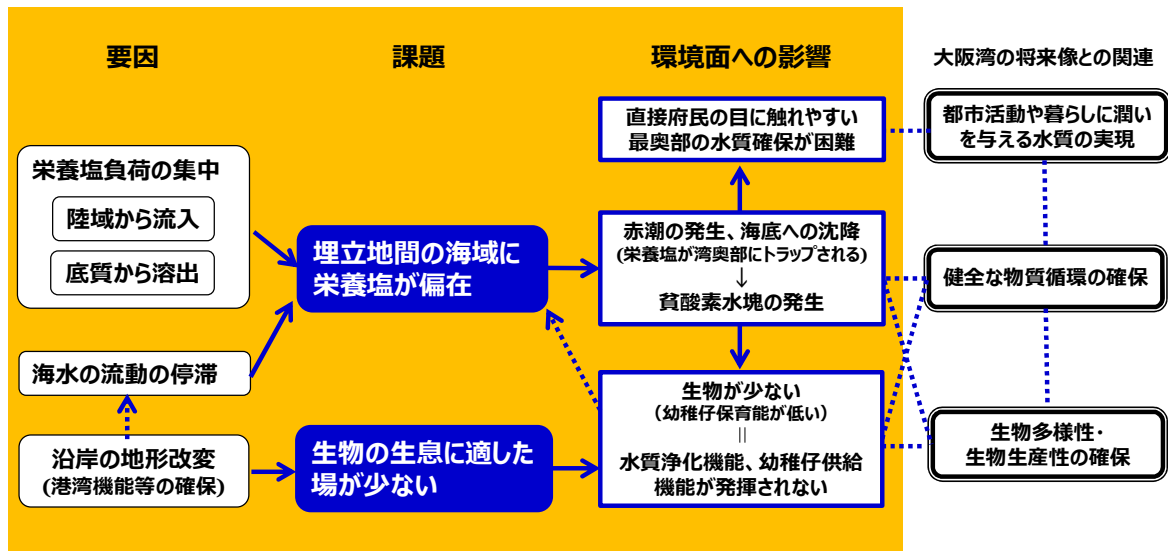 要因
課題
環境面への影響
大阪湾の将来像との関連
栄養塩負荷の集中
陸域から流入
底質から溶出
海水の流動の停滞
沿岸の地形改変
(港湾機能等の確保)
埋立地間の海域に
栄養塩が偏在
生物の生息に適した
場が少ない
直接府民の目に触れやすい
最奥部の水質確保が困難
赤潮の発生、海底への沈降
(栄養塩が湾奥部にトラップされる)
↓
貧酸素水塊の発生
生物が少ない
（幼稚仔保育能が低い）
||
水質浄化機能、幼稚仔供給
機能が発揮されない
都市活動や暮らしに潤い
を与える水質の実現
健全な物質循環の確保
生物多様性・
生物生産性の確保